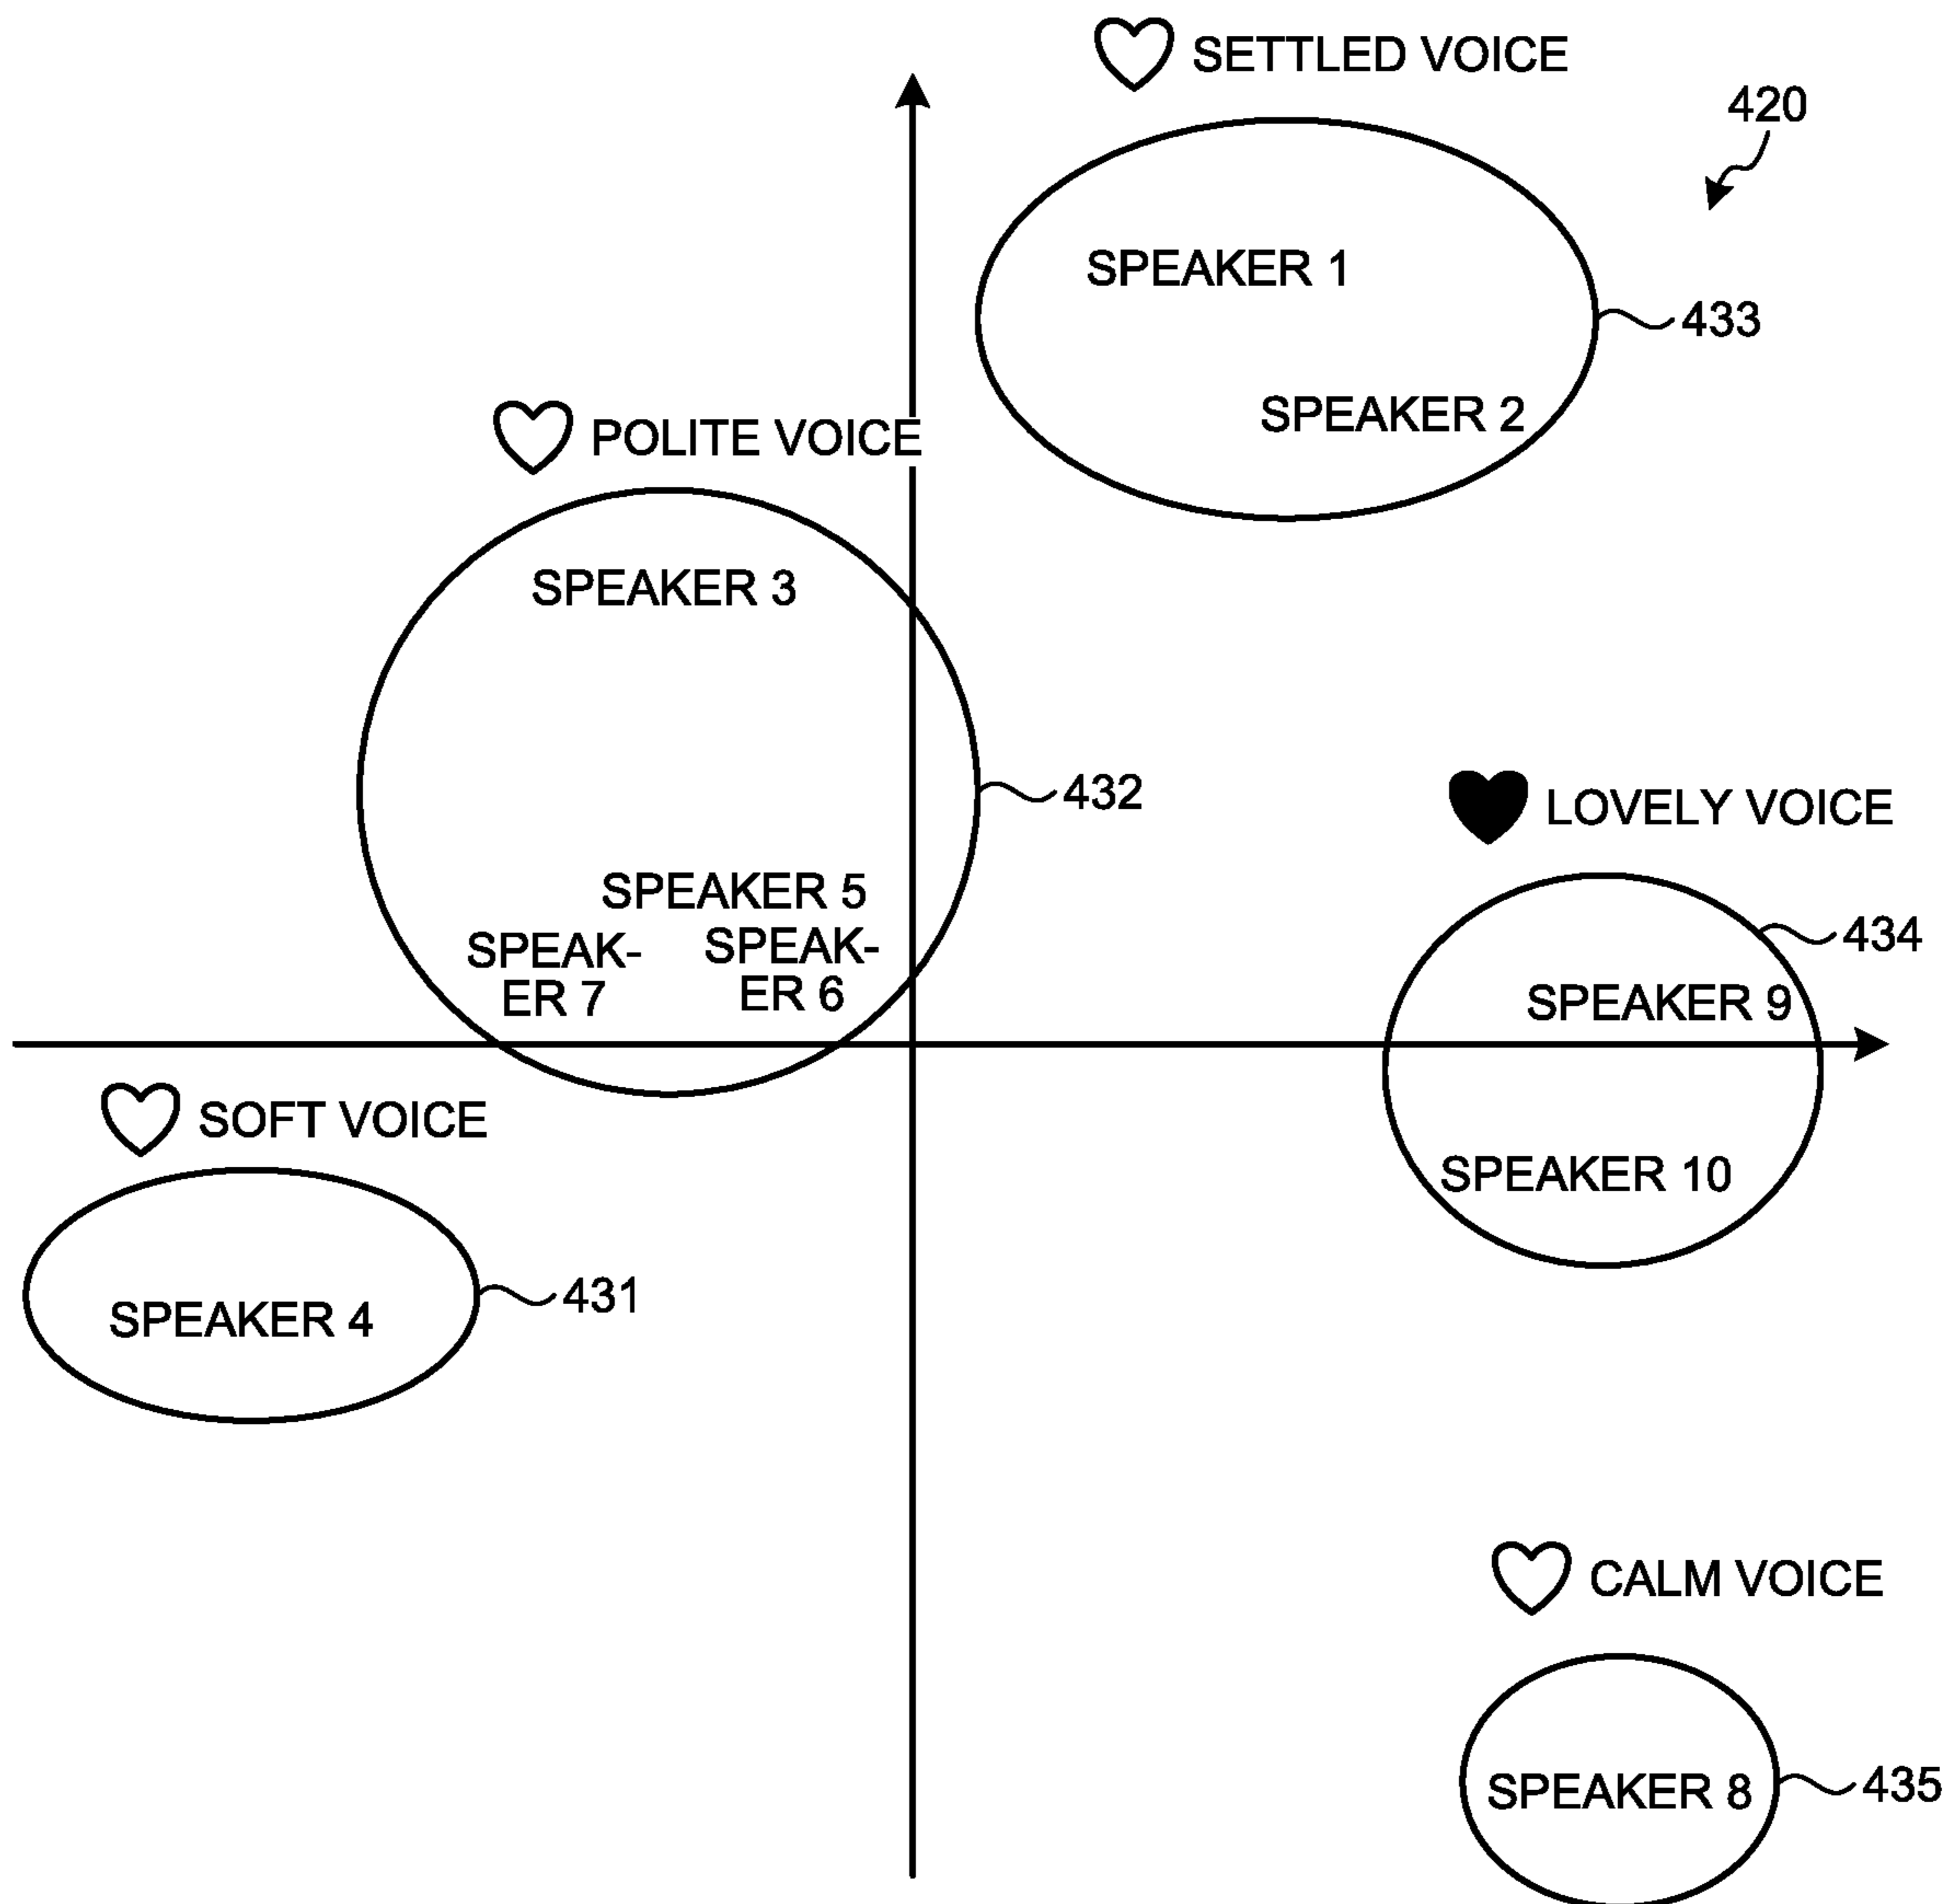 SETTLED VOICE
420
SPEAKER 1
433
SPEAKER 2
POLITE VOICE
SPEAKER 3
432
LOVELY VOICE
SPEAKER 5
SPEAK-
ER 7
SPEAK-
ER 6
434
SPEAKER 9
SOFT VOICE
SPEAKER 10
431
SPEAKER 4
CALM VOICE
SPEAKER 8
435